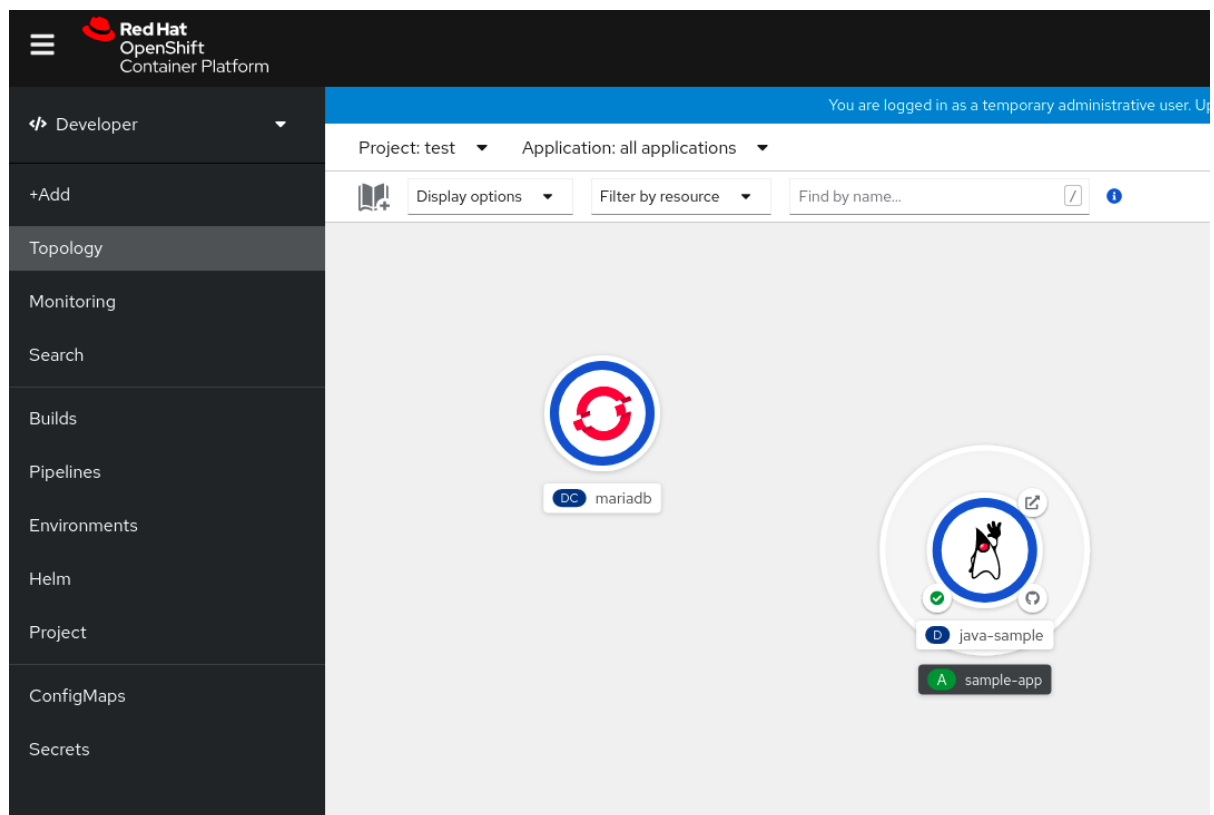 Red Hat
OpenShift
Container Platform
Developer
You are logged in as a temporary administrative user.
Project: test
Application: all applications
+Add
Display options
Filter by resource
Find by name...
/
Topology
Monitoring
Search
Builds
Pipelines
Environments
Helm
Project
ConfigMaps
Secrets
DC mariadb
D java-sample
A sample-app